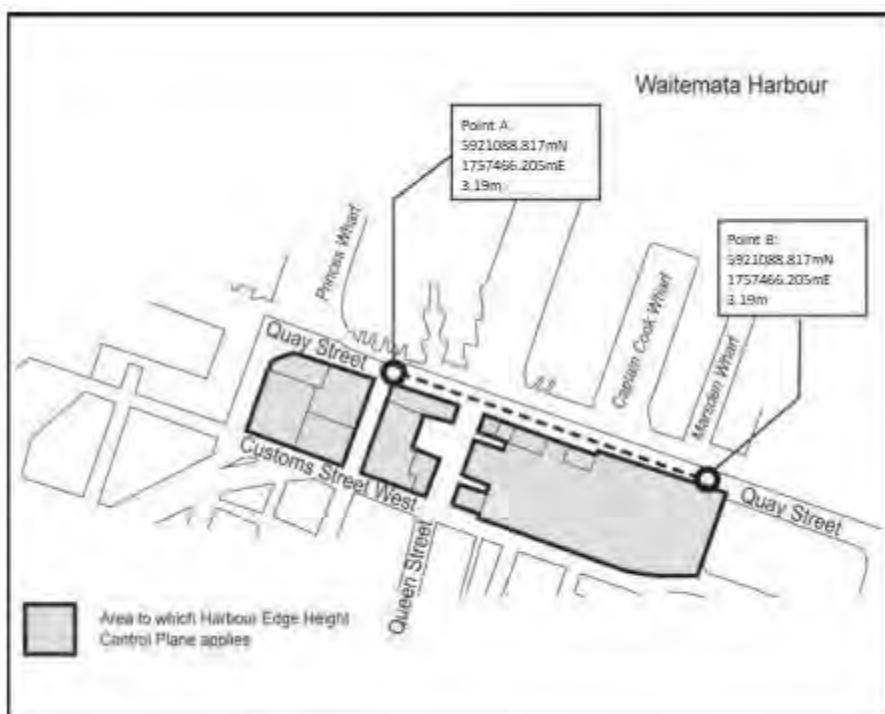 Waitemata Harbour
Point A:
5921088.817mN
1757466.205mE
3.19m
Point B:
5921088.817mN
1757466.205mE
3.19m
Princes Wharf
Captain Cook Wharf
Marsden Wharf
Quay Street
Customs Street West
Quay Street
Queen Street
Area to which Harbour Edge Height
Control Plane applies